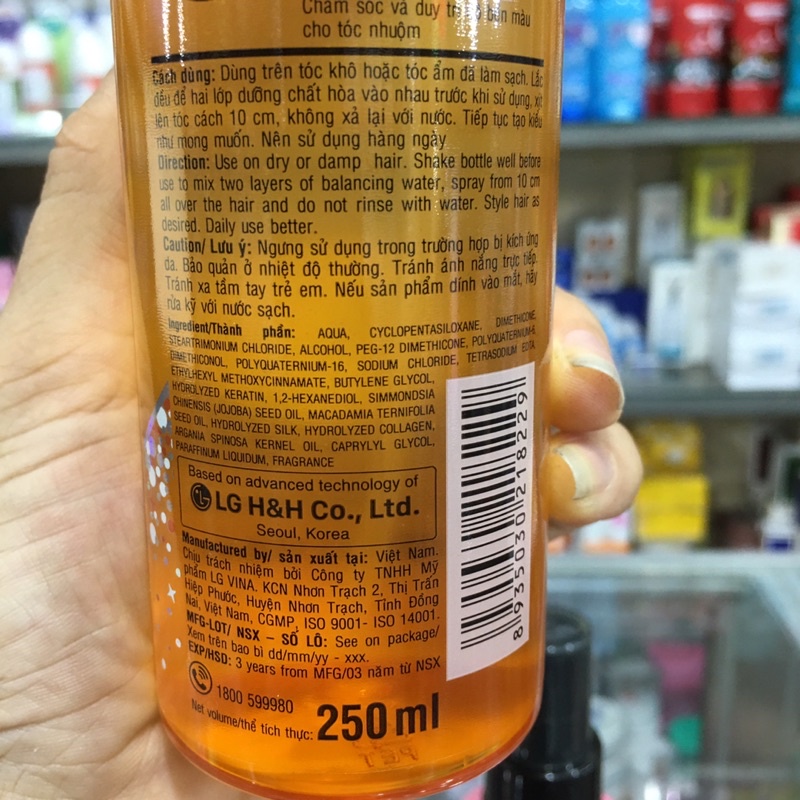 Chăm sóc và duy trì độ bền màu
cho tóc nhuộm
Cách dùng: Dùng trên tóc khô hoặc tóc ẩm đã làm sạch. Lắc
đều để hai lớp dưỡng chất hòa vào nhau trước khi sử dụng, xịt
lên tóc cách 10 cm, không xả lại với nước. Tiếp tục tạo kiểu
như mong muốn. Nên sử dụng hàng ngày
Direction: Use on dry or damp hair. Shake bottle well before
use to mix two layers of balancing water, spray from 10 cm
all over the hair and do not rinse with water. Style hair as
desired. Daily use better.
Caution/ Lưu ý: Ngưng sử dụng trong trường hợp bị kích ứng
da. Bảo quản ở nhiệt độ thường. Tránh ánh nắng trực tiếp.
Tránh xa tầm tay trẻ em. Nếu sản phẩm dính vào mắt, hãy
rửa kỹ với nước sạch.
Ingredient/Thành phần: AQUA, CYCLOPENTASILOXANE, DIMETHICONE,
STEARTRIMONIUM CHLORIDE, ALCOHOL, PEG-12 DIMETHICONE, POLYQUATERNIUM-6,
DIMETHICONOL, POLYQUATERNIUM-16, SODIUM CHLORIDE, TETRASODIUM EDTA,
ETHYLHEXYL METHOXYCINNAMATE, BUTYLENE GLYCOL,
HYDROLYZED KERATIN, 1,2-HEXANEDIOL, SIMMONDSIA
CHINENSIS (JOJOBA) SEED OIL, MACADAMIA TERNIFOLIA
SEED OIL, HYDROLYZED SILK, HYDROLYZED COLLAGEN,
ARGANIA SPINOSA KERNEL OIL, CAPRYLYL GLYCOL,
PARAFFINUM LIQUIDUM, FRAGRANCE
Based on advanced technology of
LG H&H Co., Ltd.
Seoul, Korea
Manufactured by/ sản xuất tại: Việt Nam.
Chịu trách nhiệm bởi Công ty TNHH Mỹ
phẩm LG VINA. KCN Nhơn Trạch 2, Thị Trấn
Hiệp Phước, Huyện Nhơn Trạch, Tỉnh Đồng
Nai, Việt Nam, CGMP, ISO 9001- ISO 14001.
MFG-LOT/ NSX – SỐ LÔ: See on package/
Xem trên bao bì dd/mm/yy - xxx.
EXP/HSD: 3 years from MFG/03 năm từ NSX
1800 599980
Net volume/thể tích thực: 250 ml
8 935030 218229
PET